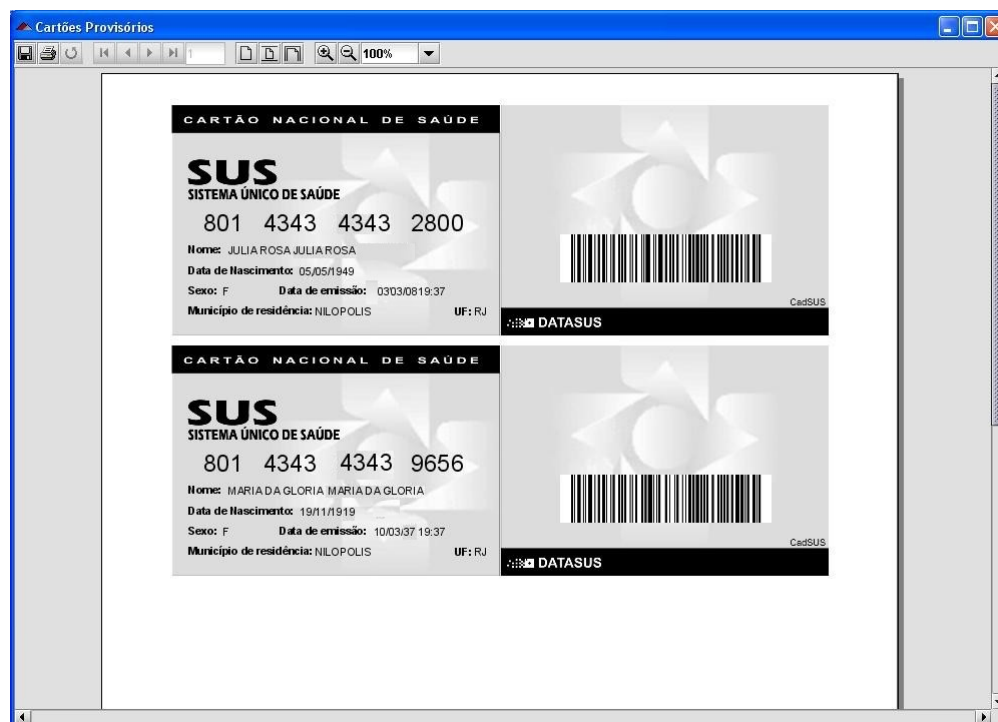 Cartões Provisórios
1
100%
CARTÃO NACIONAL DE SAÚDE
SUS
SISTEMA ÚNICO DE SAÚDE
801 4343 4343 2800
Nome: JULIA ROSA JULIA ROSA
Data de Nascimento: 05/05/1949
Sexo: F Data de emissão: 03'03/0819:37
Município de residência: NILOPOLIS UF: RJ
CadSUS
DATASUS
CARTÃO NACIONAL DE SAÚDE
SUS
SISTEMA ÚNICO DE SAÚDE
801 4343 4343 9656
Nome: MARIA DA GLORIA MARIA DA GLORIA
Data de Nascimento: 19/11/1919
Sexo: F Data de emissão: 10/03/37 19:37
Município de residência: NILOPOLIS UF: RJ
CadSUS
DATASUS